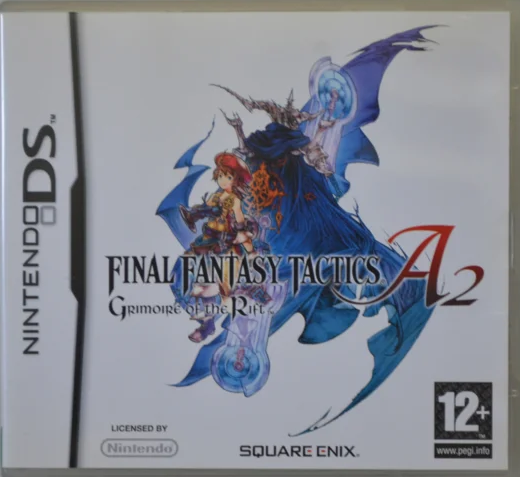 NINTENDO DS™
FINAL FANTASY TACTICS A2
Grimoire of the Rift
LICENSED BY
Nintendo
SQUARE ENIX.
12+
www.pegi.info